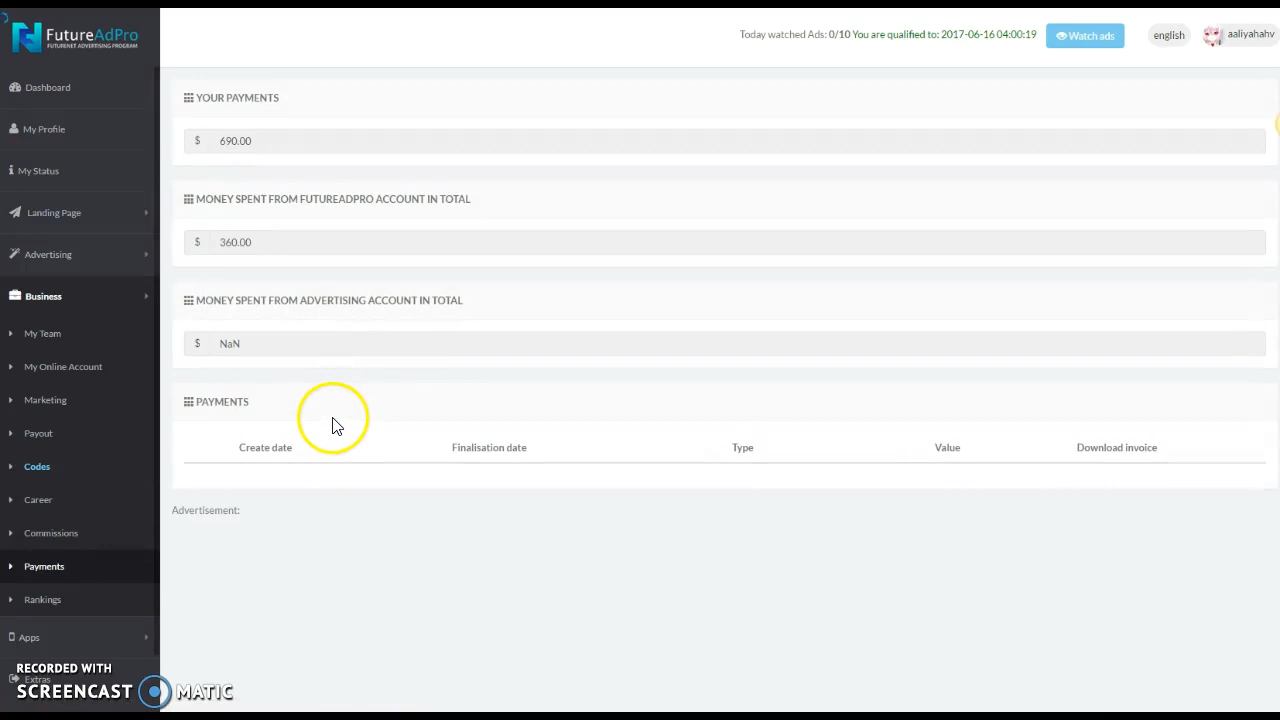 FutureAdPro
FUTURENET ADVERTISING PROGRAM
Today watched Ads: 0/10 You are qualified to: 2017-06-16 04:00:19
Watch ads
english
aaliyahahv
Dashboard
My Profile
My Status
Landing Page
Advertising
Business
My Team
My Online Account
Marketing
Payout
Codes
Career
Commissions
Payments
Rankings
Apps
Extras
YOUR PAYMENTS
$ 690.00
MONEY SPENT FROM FUTUREADPRO ACCOUNT IN TOTAL
$ 360.00
MONEY SPENT FROM ADVERTISING ACCOUNT IN TOTAL
$ NaN
PAYMENTS
Create date Finalisation date Type Value Download invoice
Advertisement:
RECORDED WITH
SCREENCAST MATIC